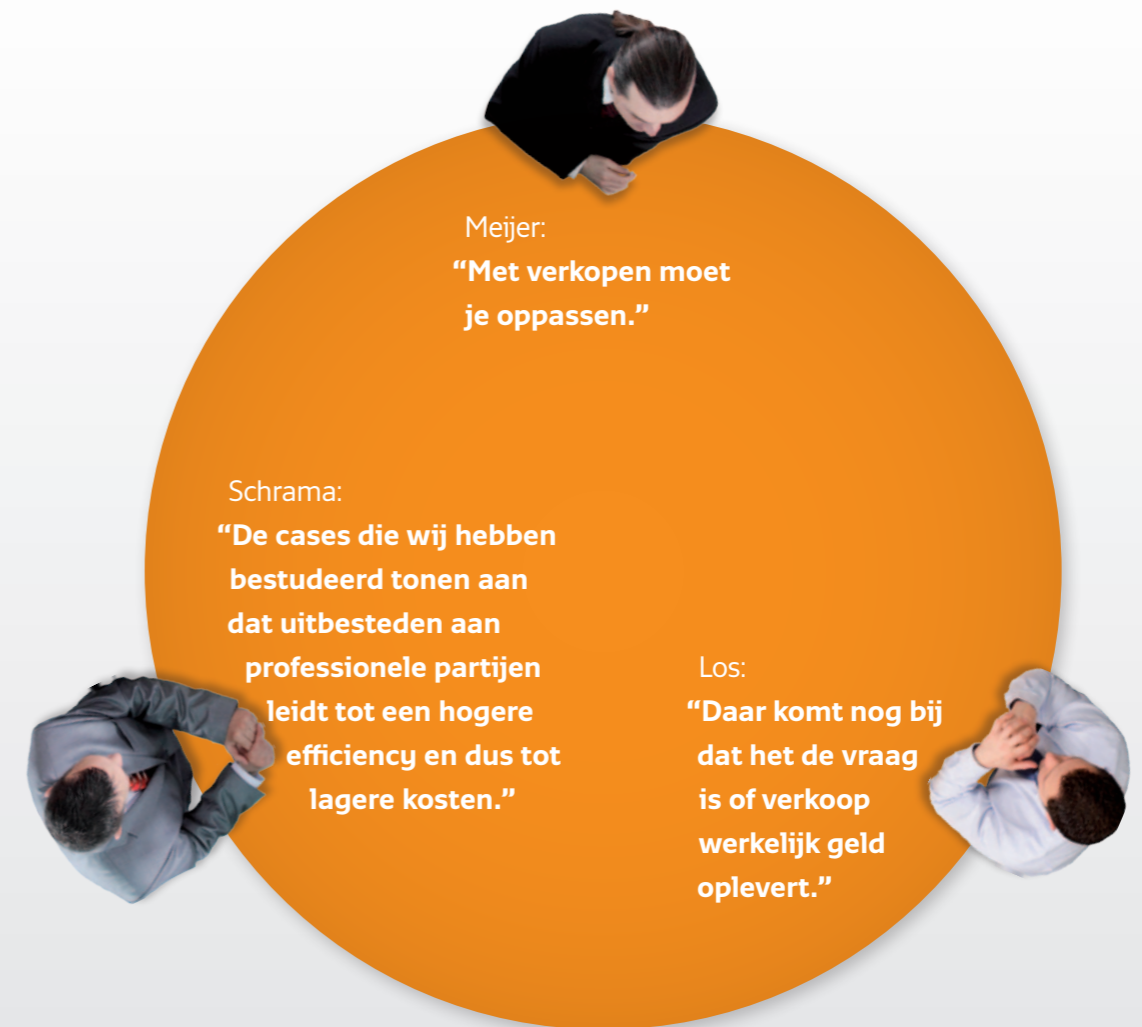 Meijer:
“Met verkopen moet
je oppassen.”
Schrama:
“De cases die wij hebben
bestudeerd tonen aan
dat uitbesteden aan
professionele partijen
leidt tot een hogere
efficiency en dus tot
lagere kosten.”
Los:
“Daar komt nog bij
dat het de vraag
is of verkoop
werkelijk geld
oplevert.”